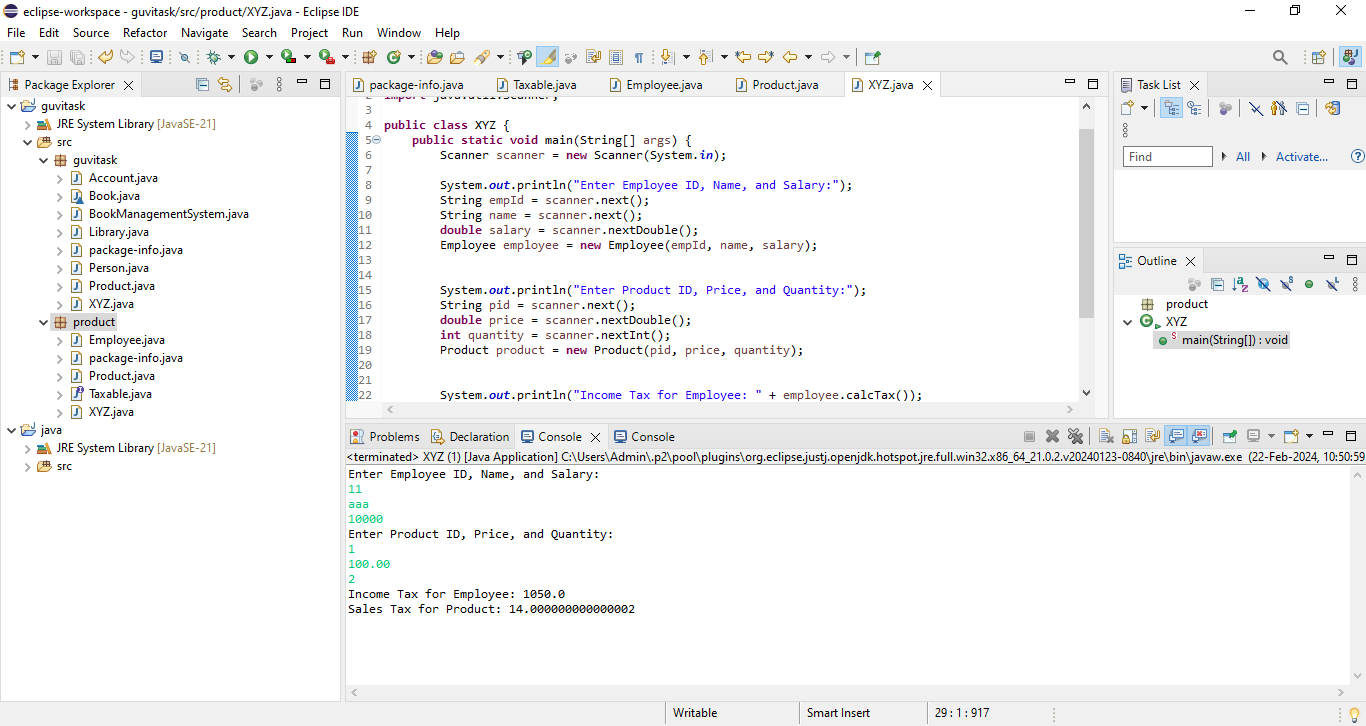 eclipse-workspace - guvitask/src/product/XYZ.java - Eclipse IDE
File Edit Source Refactor Navigate Search Project Run Window Help
Package Explorer
guvitask
JRE System Library [JavaSE-21]
src
guvitask
Account.java
Book.java
BookManagementSystem.java
Library.java
package-info.java
Person.java
Product.java
XYZ.java
product
Employee.java
package-info.java
Product.java
Taxable.java
XYZ.java
java
JRE System Library [JavaSE-21]
src
package-info.java Taxable.java Employee.java Product.java XYZ.java
2 import java.util.Scanner;
3
4 public class XYZ {
5 public static void main(String[] args) {
6 Scanner scanner = new Scanner(System.in);
7
8 System.out.println("Enter Employee ID, Name, and Salary:");
9 String empId = scanner.next();
10 String name = scanner.next();
11 double salary = scanner.nextDouble();
12 Employee employee = new Employee(empId, name, salary);
13
14
15 System.out.println("Enter Product ID, Price, and Quantity:");
16 String pid = scanner.next();
17 double price = scanner.nextDouble();
18 int quantity = scanner.nextInt();
19 Product product = new Product(pid, price, quantity);
20
21
22 System.out.println("Income Tax for Employee: " + employee.calcTax());
Task List
Find All Activate...
Outline
product
XYZ
main(String[]) : void
Problems Declaration Console Console
<terminated> XYZ (1) [Java Application] C:\Users\Admin\.p2\pool\plugins\org.eclipse.justj.openjdk.hotspot.jre.full.win32.x86_64_21.0.2.v20240123-0840\jre\bin\javaw.exe (22-Feb-2024, 10:50:59
Enter Employee ID, Name, and Salary:
11
aaa
10000
Enter Product ID, Price, and Quantity:
1
100.00
2
Income Tax for Employee: 1050.0
Sales Tax for Product: 14.000000000000002
Writable Smart Insert 29 : 1 : 917